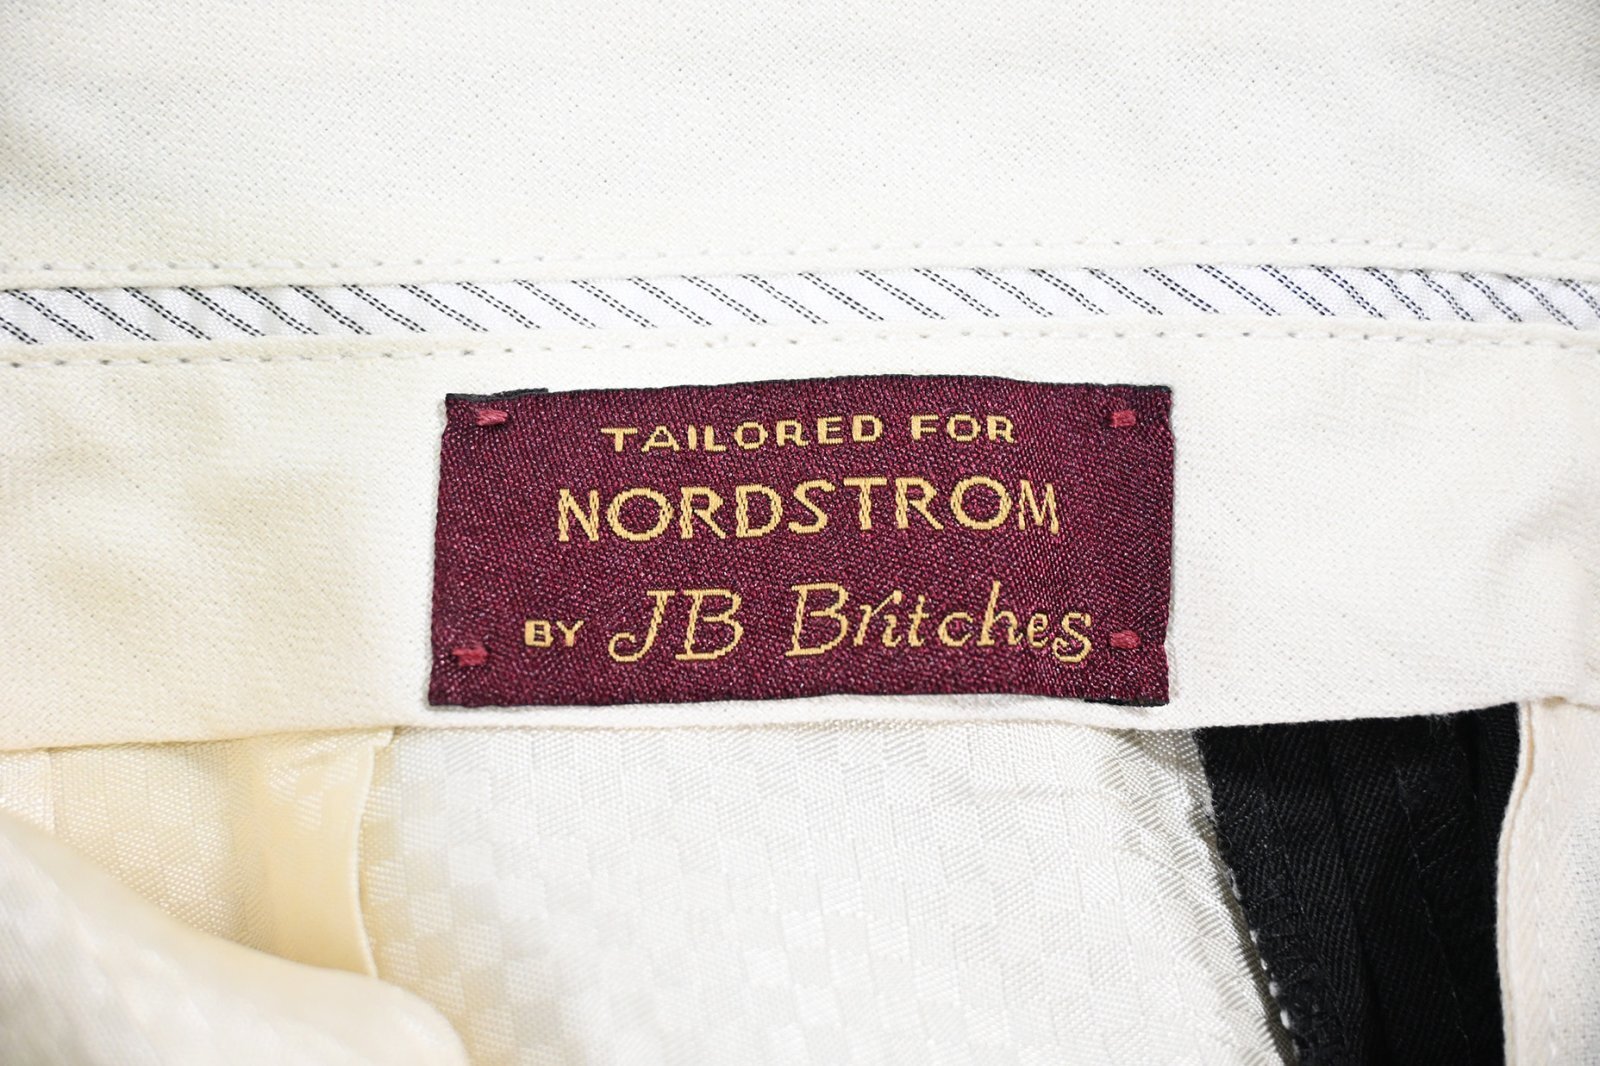 TAILORED FOR
NORDSTROM
BY JB Britches